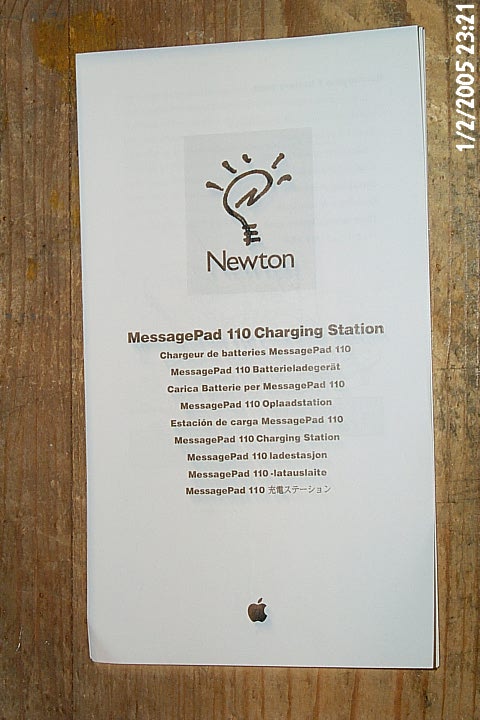 1/2/2005 23:21
Newton
MessagePad 110 Charging Station
Chargeur de batteries MessagePad 110
MessagePad 110 Batterieladegerät
Carica Batterie per MessagePad 110
MessagePad 110 Oplaadstation
Estación de carga MessagePad 110
MessagePad 110 Charging Station
MessagePad 110 ladestasjon
MessagePad 110 -latauslaite
MessagePad 110 充電ステーション